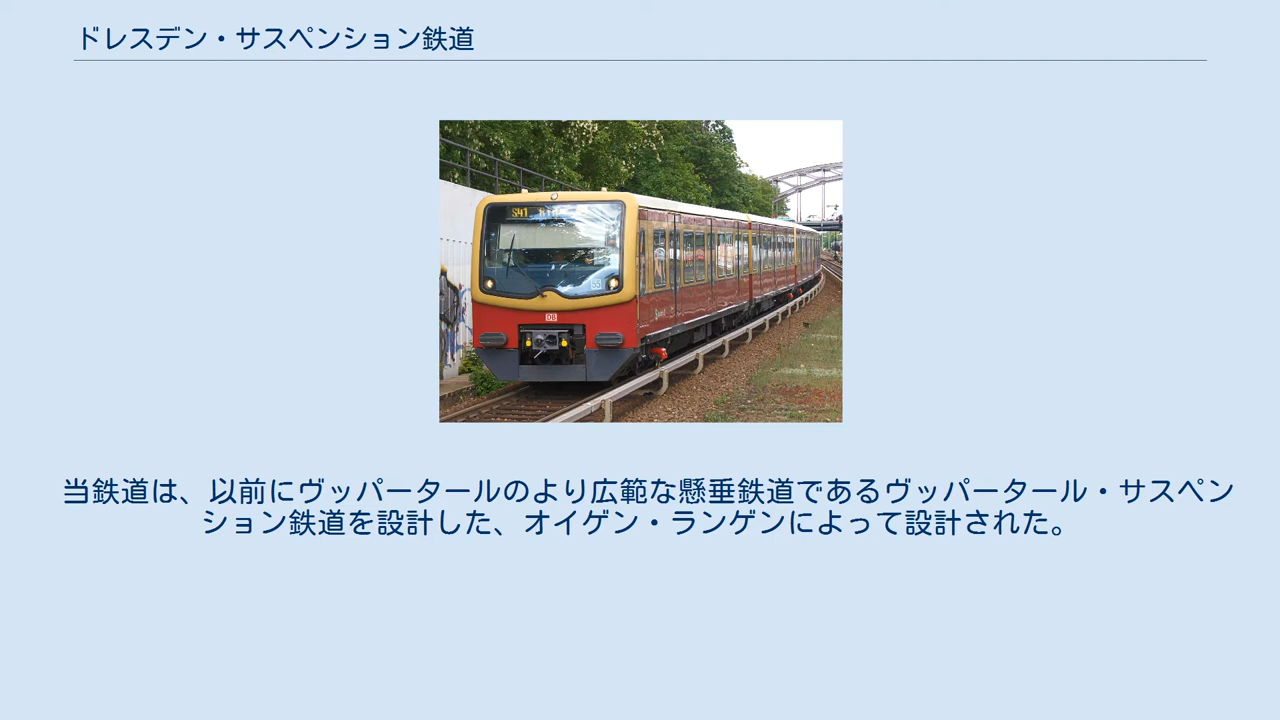 ドレスデン・サスペンション鉄道
S41
DB
当鉄道は、以前にヴッパータールのより広範な懸垂鉄道であるヴッパータール・サスペン
ション鉄道を設計した、オイゲン・ランゲンによって設計された。